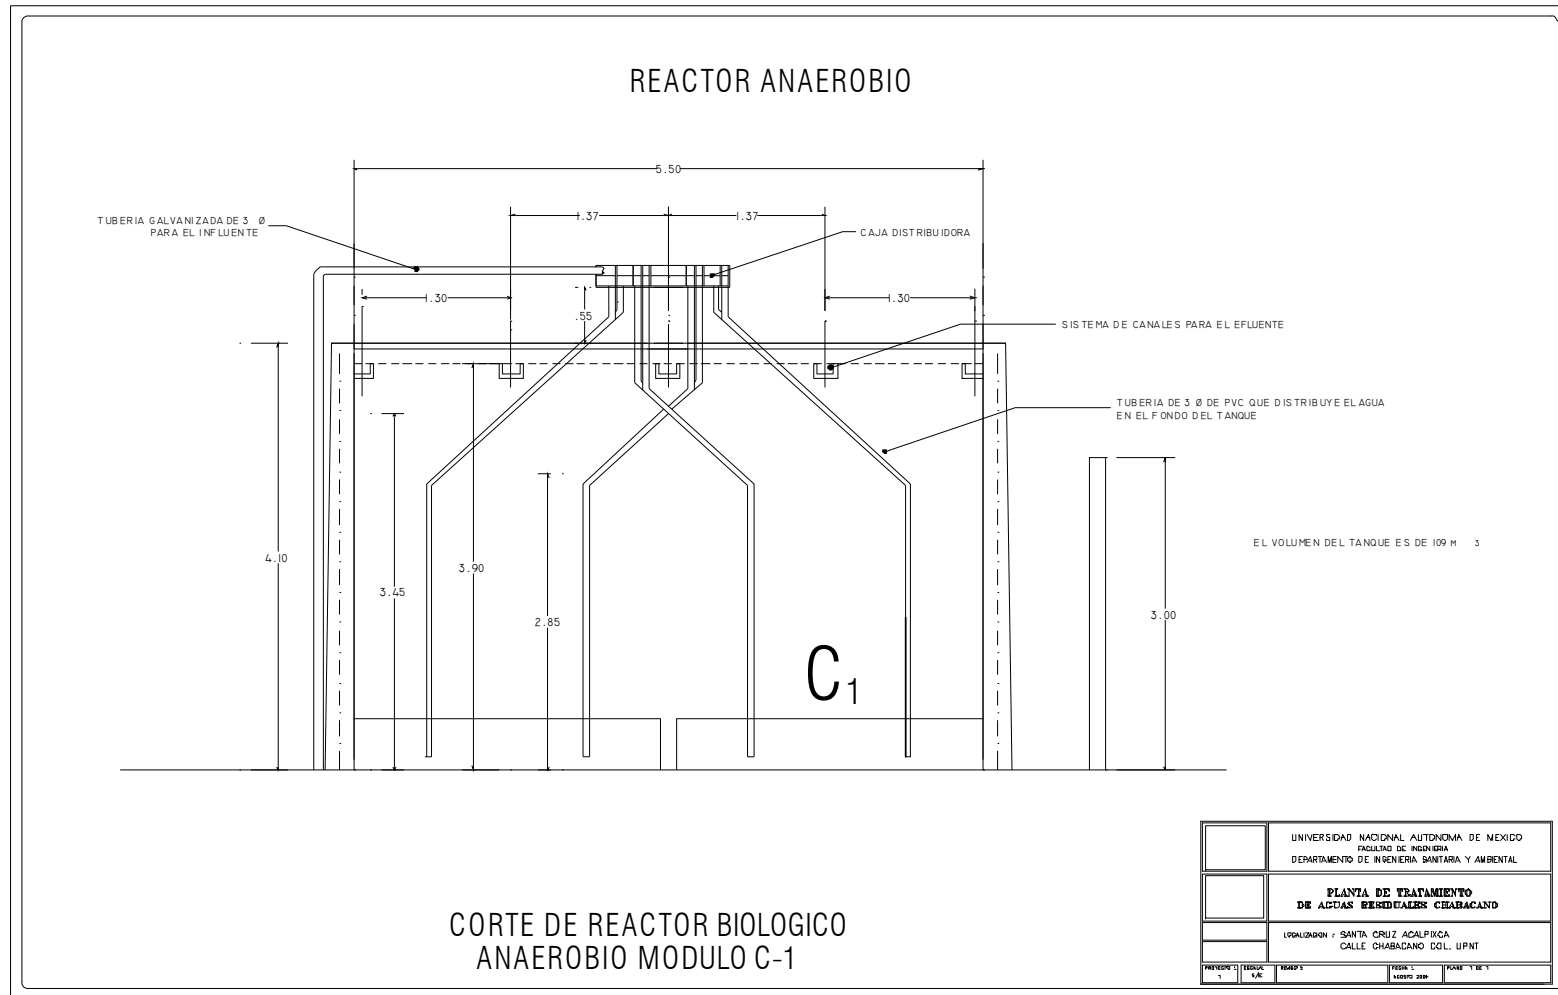 REACTOR ANAEROBIO
5.50
TUBERIA GALVANIZADA DE 3 Ø
PARA EL INFLUENTE
1.37
1.37
CAJA DISTRIBUIDORA
1.30
.55
1.30
SISTEMA DE CANALES PARA EL EFLUENTE
TUBERIA DE 3 Ø DE PVC QUE DISTRIBUYE EL AGUA
EN EL FONDO DEL TANQUE
4.10
3.90
3.45
2.85
3.00
EL VOLUMEN DEL TANQUE ES DE 109 M 3
C1
UNIVERSIDAD NACIONAL AUTONOMA DE MEXICO
FACULTAD DE INGENIERIA
DEPARTAMENTO DE INGENIERIA SANITARIA Y AMBIENTAL
PLANTA DE TRATAMIENTO
DE AGUAS RESIDUALES CHABACANO
LOCALIZACION : SANTA CRUZ ACALPIXCA
CALLE CHABACANO COL. UPNT
CORTE DE REACTOR BIOLOGICO
ANAEROBIO MODULO C-1